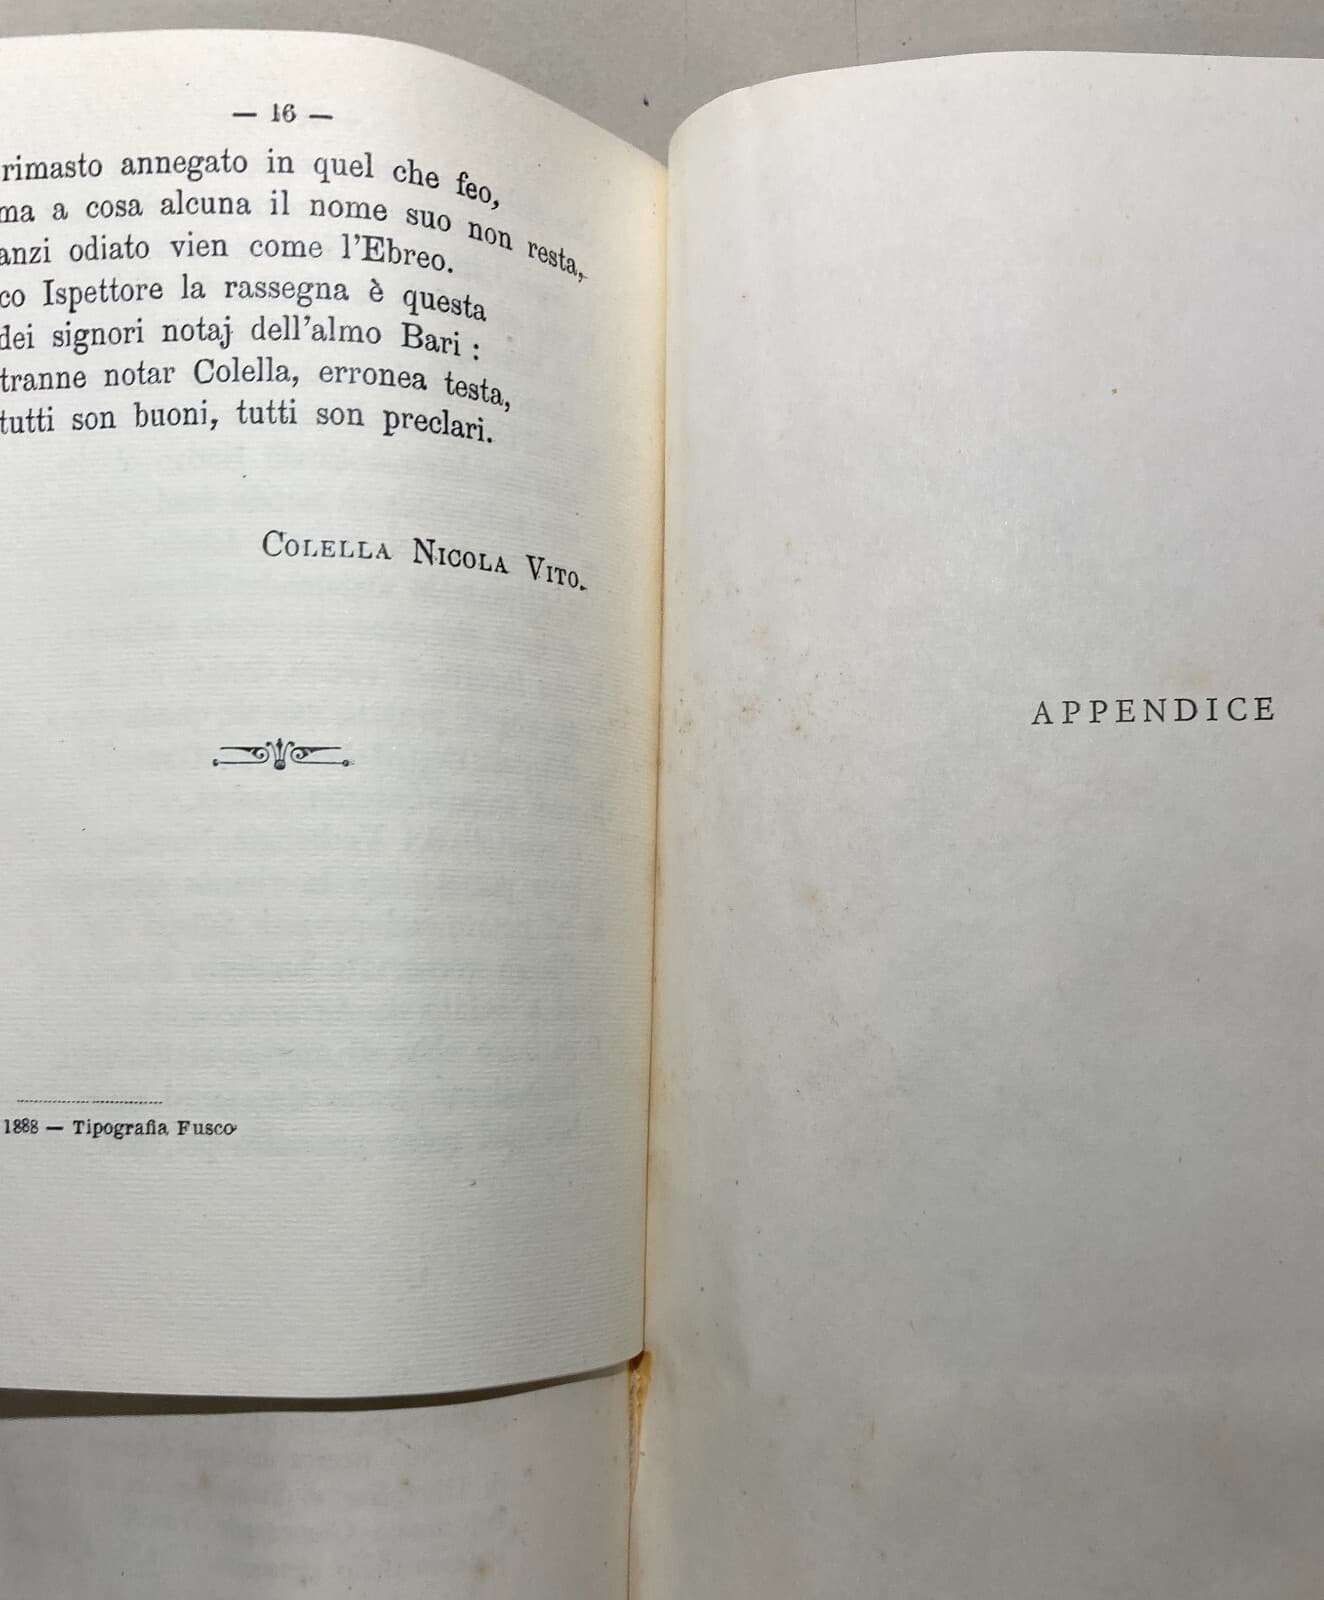 — 16 —
rimasto annegato in quel che feo,
ma a cosa alcuna il nome suo non resta,
anzi odiato vien come l'Ebreo.
co Ispettore la rassegna è questa
dei signori notaj dell'almo Bari :
tranne notar Colella, erronea testa,
tutti son buoni, tutti son preclari.
COLELLA NICOLA VITO.
1888 — Tipografia Fusco
APPENDICE